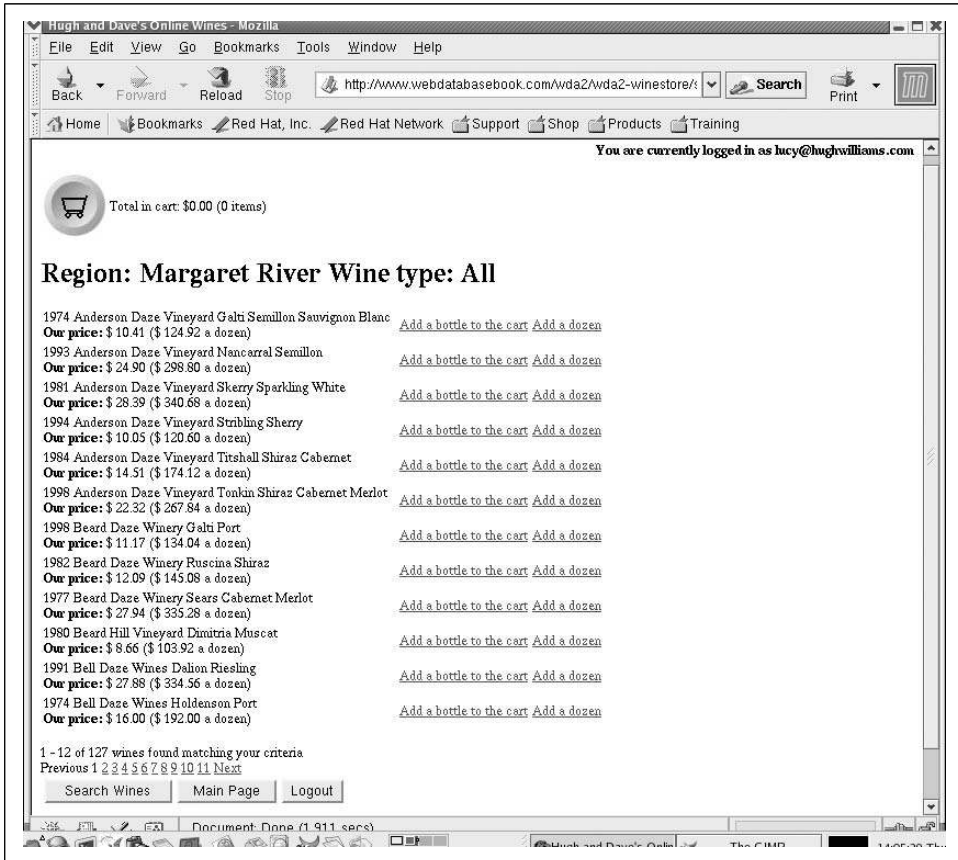 Hugh and Dave's Online Wines - Mozilla
File Edit View Go Bookmarks Tools Window Help
Back Forward Reload Stop http://www.webdatabasebook.com/wda2/wda2-winestore/s Search Print
Home Bookmarks Red Hat, Inc. Red Hat Network Support Shop Products Training
You are currently logged in as lucy@hughwilliams.com
Total in cart: $0.00 (0 items)
Region: Margaret River Wine type: All
1974 Anderson Daze Vineyard Galti Semillon Sauvignon Blanc
Our price: $ 10.41 ($ 124.92 a dozen) Add a bottle to the cart Add a dozen
1993 Anderson Daze Vineyard Nancarral Semillon
Our price: $ 24.90 ($ 298.80 a dozen) Add a bottle to the cart Add a dozen
1981 Anderson Daze Vineyard Skerry Sparkling White
Our price: $ 28.39 ($ 340.68 a dozen) Add a bottle to the cart Add a dozen
1994 Anderson Daze Vineyard Stribling Sherry
Our price: $ 10.05 ($ 120.60 a dozen) Add a bottle to the cart Add a dozen
1984 Anderson Daze Vineyard Titshall Shiraz Cabernet
Our price: $ 14.51 ($ 174.12 a dozen) Add a bottle to the cart Add a dozen
1998 Anderson Daze Vineyard Tonkin Shiraz Cabernet Merlot
Our price: $ 22.32 ($ 267.84 a dozen) Add a bottle to the cart Add a dozen
1998 Beard Daze Winery Galti Port
Our price: $ 11.17 ($ 134.04 a dozen) Add a bottle to the cart Add a dozen
1982 Beard Daze Winery Ruscina Shiraz
Our price: $ 12.09 ($ 145.08 a dozen) Add a bottle to the cart Add a dozen
1977 Beard Daze Winery Sears Cabernet Merlot
Our price: $ 27.94 ($ 335.28 a dozen) Add a bottle to the cart Add a dozen
1980 Beard Hill Vineyard Dimitria Muscat
Our price: $ 8.66 ($ 103.92 a dozen) Add a bottle to the cart Add a dozen
1991 Bell Daze Wines Dalion Riesling
Our price: $ 27.88 ($ 334.56 a dozen) Add a bottle to the cart Add a dozen
1974 Bell Daze Wines Holdenson Port
Our price: $ 16.00 ($ 192.00 a dozen) Add a bottle to the cart Add a dozen
1 - 12 of 127 wines found matching your criteria
Previous 1 2 3 4 5 6 7 8 9 10 11 Next
Search Wines Main Page Logout
Document: Done (1.911 secs)
Hugh and Dave's Onlin The GIMP 14:05:20 Thu